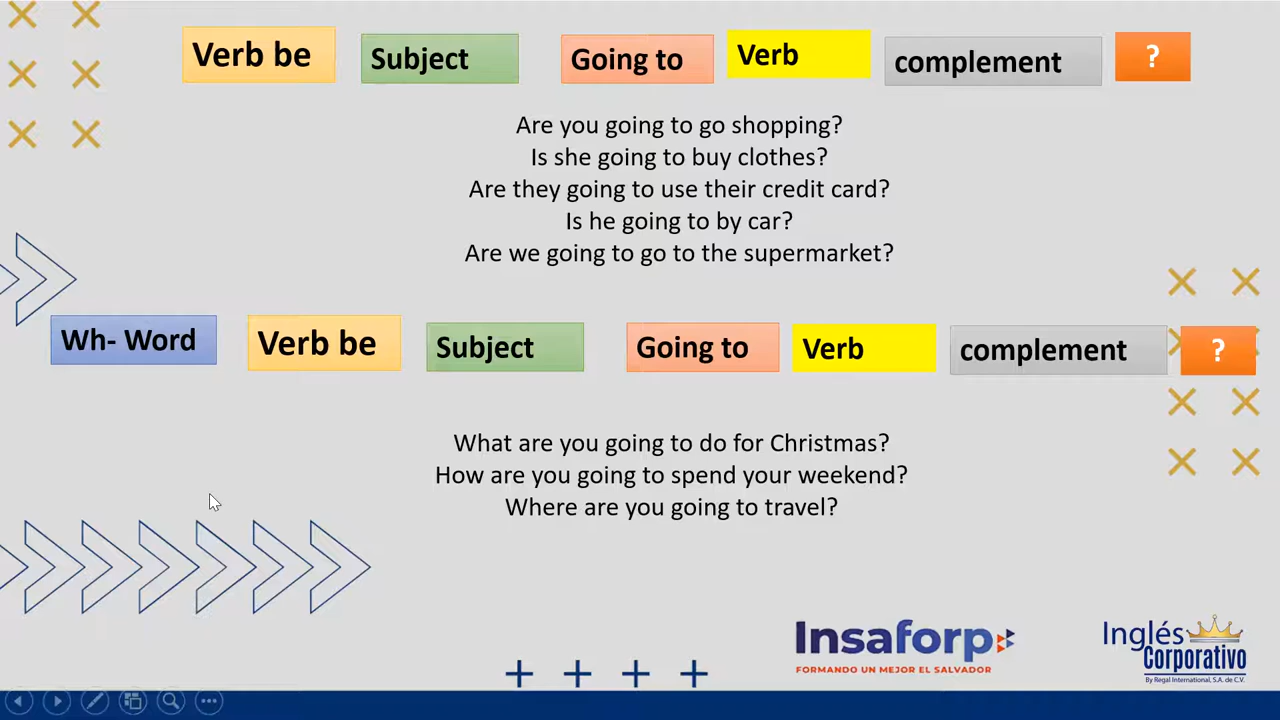 Verb be Subject Going to Verb complement ?
Are you going to go shopping?
Is she going to buy clothes?
Are they going to use their credit card?
Is he going to by car?
Are we going to go to the supermarket?
Wh- Word Verb be Subject Going to Verb complement ?
What are you going to do for Christmas?
How are you going to spend your weekend?
Where are you going to travel?
Insaforp
FORMANDO UN MEJOR EL SALVADOR
Inglés
Corporativo
By Regal International, S.A. de C.V.